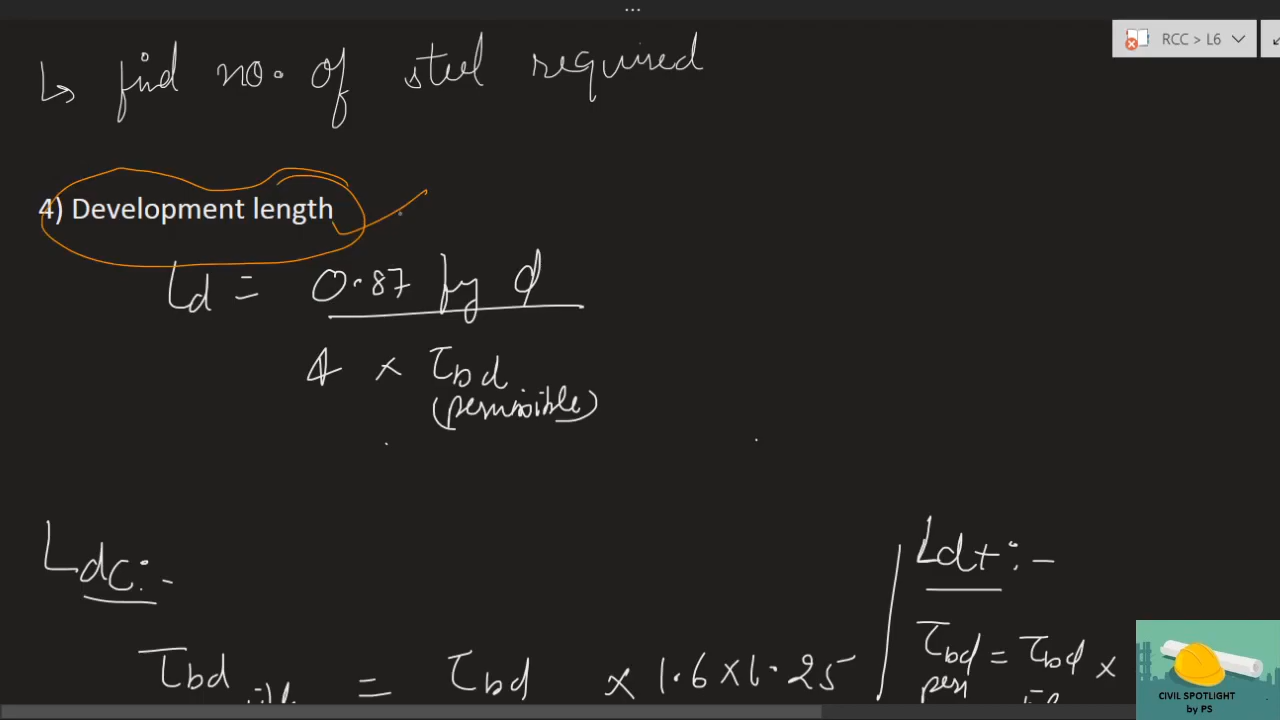 RCC > L6
↳ find no. of steel required
4) Development length
Ld = 0.87 fy ϕ
4 × τbd
(permissible)
Ldc:-
Ldt:-
τbd = τbd × 1.6 × 1.25
τbd = τbd ×
CIVIL SPOTLIGHT
by PS